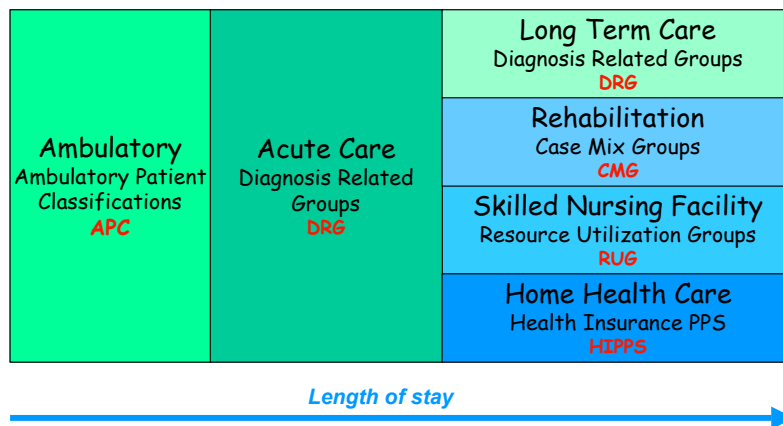 Ambulatory
Ambulatory Patient
Classifications
APC
Acute Care
Diagnosis Related
Groups
DRG
Long Term Care
Diagnosis Related Groups
DRG
Rehabilitation
Case Mix Groups
CMG
Skilled Nursing Facility
Resource Utilization Groups
RUG
Home Health Care
Health Insurance PPS
HIPPS
Length of stay